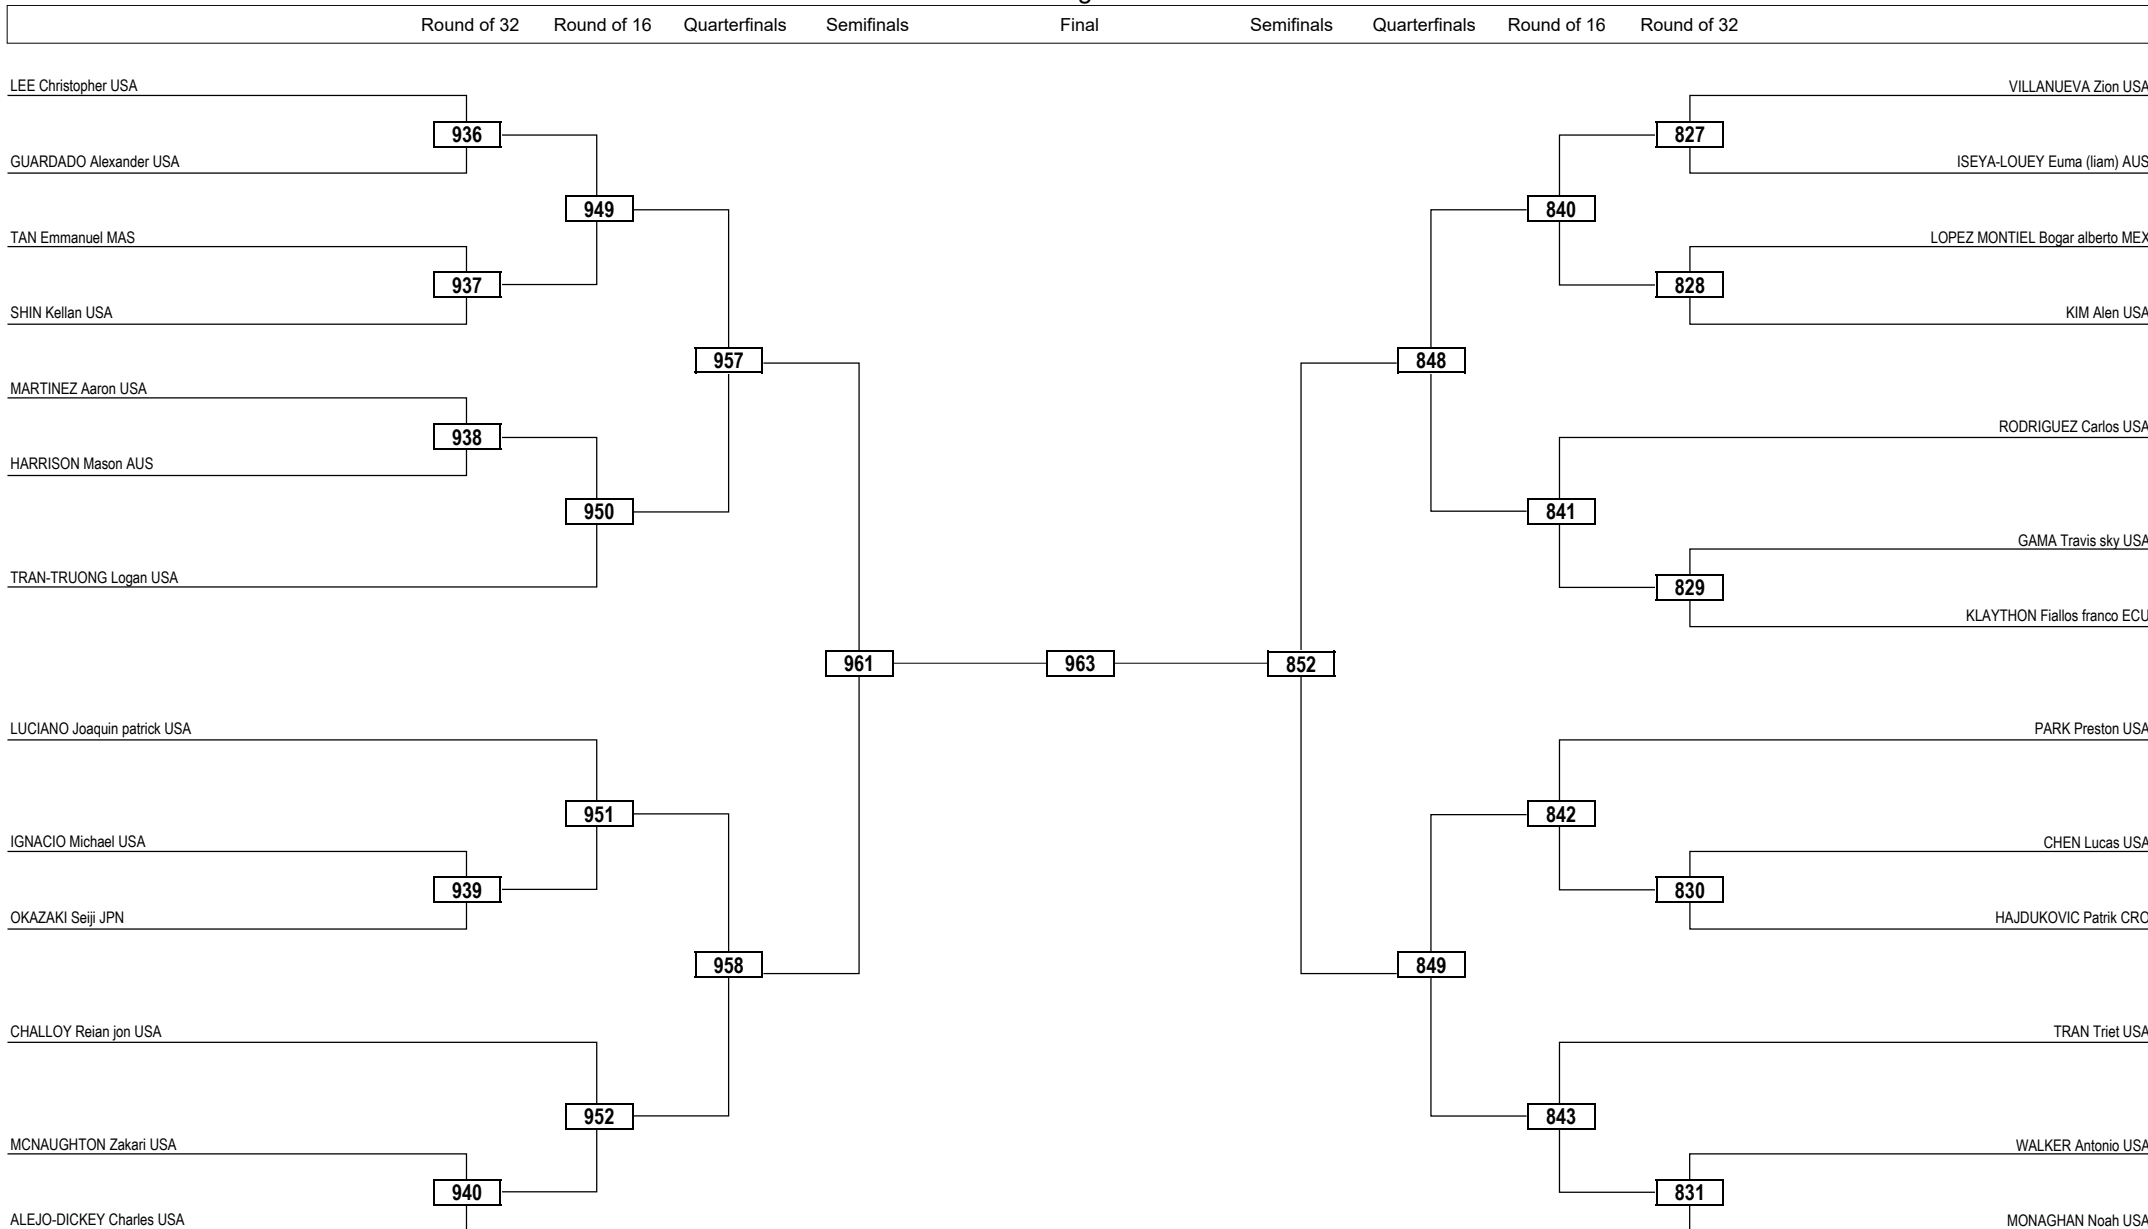 Round of 32 Round of 16 Quarterfinals Semifinals Final Semifinals Quarterfinals Round of 16 Round of 32
LEE Christopher USA VILLANUEVA Zion USA
936 827
GUARDADO Alexander USA ISEYA-LOUEY Euma (liam) AUS
949 840
TAN Emmanuel MAS LOPEZ MONTIEL Bogar alberto MEX
937 828
SHIN Kellan USA KIM Alen USA
957 848
MARTINEZ Aaron USA
RODRIGUEZ Carlos USA
938
HARRISON Mason AUS
950 841
GAMA Travis sky USA
TRAN-TRUONG Logan USA 829
KLAYTHON Fiallos franco ECU
961 963 852
LUCIANO Joaquin patrick USA PARK Preston USA
951 842
IGNACIO Michael USA CHEN Lucas USA
939 830
OKAZAKI Seiji JPN HAJDUKOVIC Patrik CRO
958 849
CHALLOY Reian jon USA TRAN Triet USA
952 843
MCNAUGHTON Zakari USA WALKER Antonio USA
940 831
ALEJO-DICKEY Charles USA MONAGHAN Noah USA